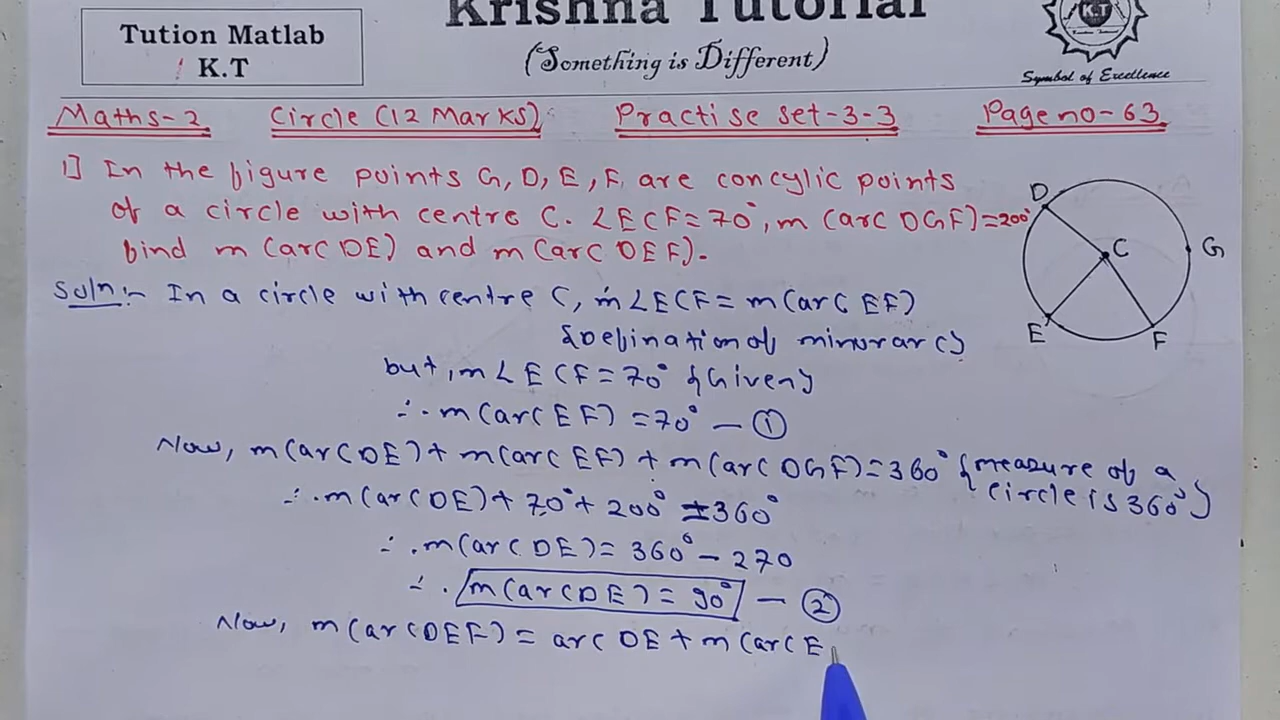 Krishna Tutorial
Tution Matlab
K.T
(Something is Different)
Symbol of Excellence
Maths-2 Circle (12 Marks) Practise set-3-3 Page no-63
1] In the figure points G, D, E, F, are concylic points
of a circle with centre C. ∠ECF=70°, m (arc DGF)=200°
find m (arc DE) and m (arc DEF).
Soln:- In a circle with centre C, m∠ECF = m(arc EF)
{Defination of minor arc}
but, m∠ECF=70° {Given}
∴ m(arc EF) =70° — ①
Now, m(arc DE) + m(arc EF) + m(arc DGF)=360° {measure of a
circle is 360°}
∴ m(arc DE)+ 70°+ 200° =360°
∴ m(arc DE)= 360° - 270
∴ m(arc DE)= 90° — ②
Now, m(arc DEF) = arc DE + m(arc E
D
C
G
E
F